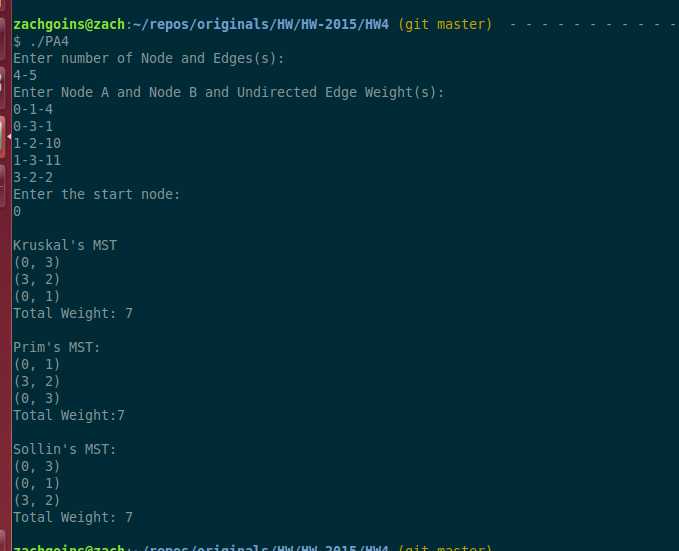 zachgoins@zach:~/repos/originals/HW/HW-2015/HW4 (git master)  - - - - - - - - - - -
$ ./PA4
Enter number of Node and Edges(s):
4-5
Enter Node A and Node B and Undirected Edge Weight(s):
0-1-4
0-3-1
1-2-10
1-3-11
3-2-2
Enter the start node:
0
Kruskal's MST
(0, 3)
(3, 2)
(0, 1)
Total Weight: 7
Prim's MST:
(0, 1)
(3, 2)
(0, 3)
Total Weight:7
Sollin's MST:
(0, 3)
(0, 1)
(3, 2)
Total Weight: 7
zachgoins@zach:~/repos/originals/HW/HW-2015/HW4 (git master)